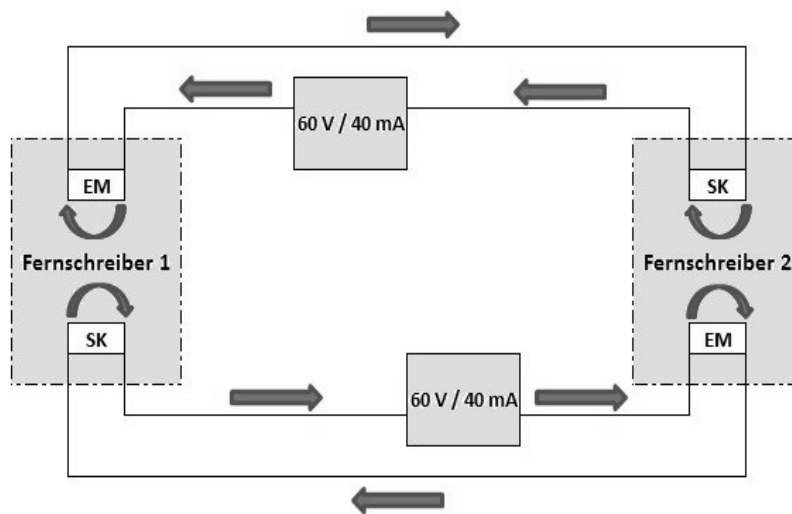 60 V / 40 mA
EM
SK
Fernschreiber 1
Fernschreiber 2
SK
EM
60 V / 40 mA